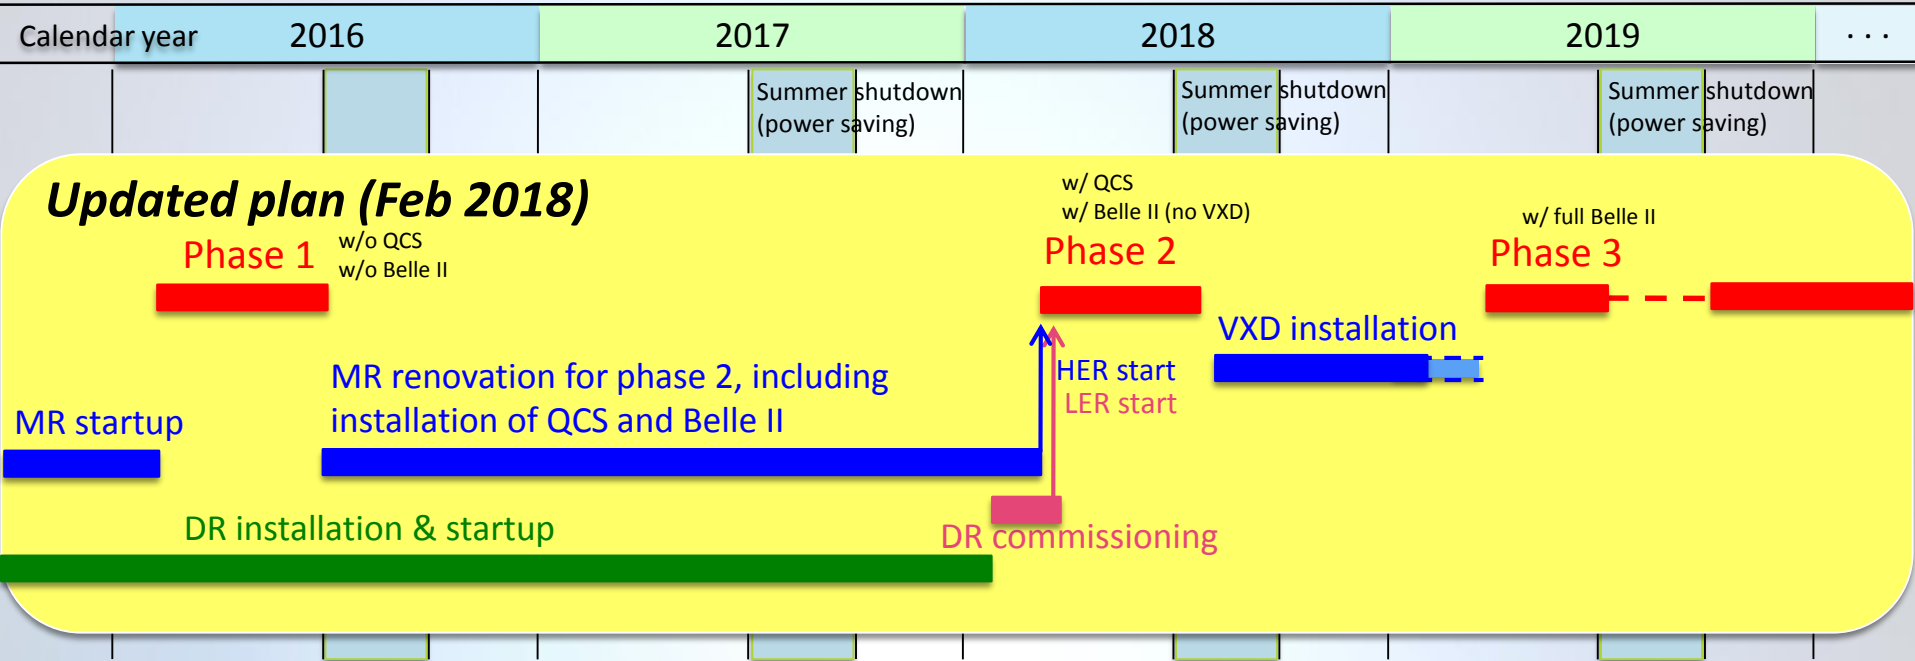 Calendar year 2016 2017 2018 2019 ...
Summer shutdown
(power saving)
Summer shutdown
(power saving)
Summer shutdown
(power saving)
Updated plan (Feb 2018)
Phase 1
w/o QCS
w/o Belle II
w/ QCS
w/ Belle II (no VXD)
Phase 2
w/ full Belle II
Phase 3
VXD installation
MR renovation for phase 2, including
installation of QCS and Belle II
HER start
LER start
MR startup
DR installation & startup
DR commissioning